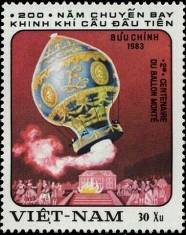 200 NĂM CHUYẾN BAY
KHINH KHÍ CẦU ĐẦU TIÊN
BƯU CHÍNH
1983
2ème CENTENAIRE
DU BALLON MONTÉ
VIỆT-NAM
30 Xu